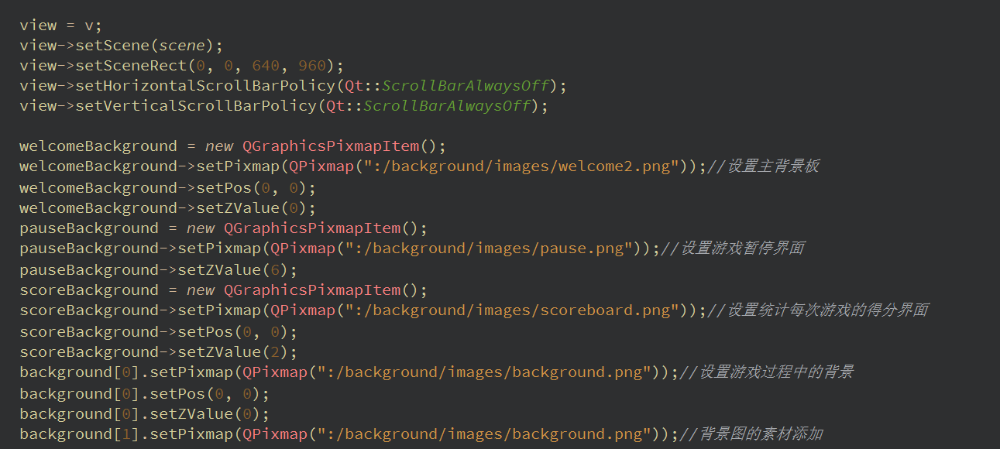 view = v;
view->setScene(scene);
view->setSceneRect(0, 0, 640, 960);
view->setHorizontalScrollBarPolicy(Qt::ScrollBarAlwaysOff);
view->setVerticalScrollBarPolicy(Qt::ScrollBarAlwaysOff);

welcomeBackground = new QGraphicsPixmapItem();
welcomeBackground->setPixmap(QPixmap(":/background/images/welcome2.png"));//设置主背景板
welcomeBackground->setPos(0, 0);
welcomeBackground->setZValue(0);
pauseBackground = new QGraphicsPixmapItem();
pauseBackground->setPixmap(QPixmap(":/background/images/pause.png"));//设置游戏暂停界面
pauseBackground->setZValue(6);
scoreBackground = new QGraphicsPixmapItem();
scoreBackground->setPixmap(QPixmap(":/background/images/scoreboard.png"));//设置统计每次游戏的得分界面
scoreBackground->setPos(0, 0);
scoreBackground->setZValue(2);
background[0].setPixmap(QPixmap(":/background/images/background.png"));//设置游戏过程中的背景
background[0].setPos(0, 0);
background[0].setZValue(0);
background[1].setPixmap(QPixmap(":/background/images/background.png"));//背景图的素材添加